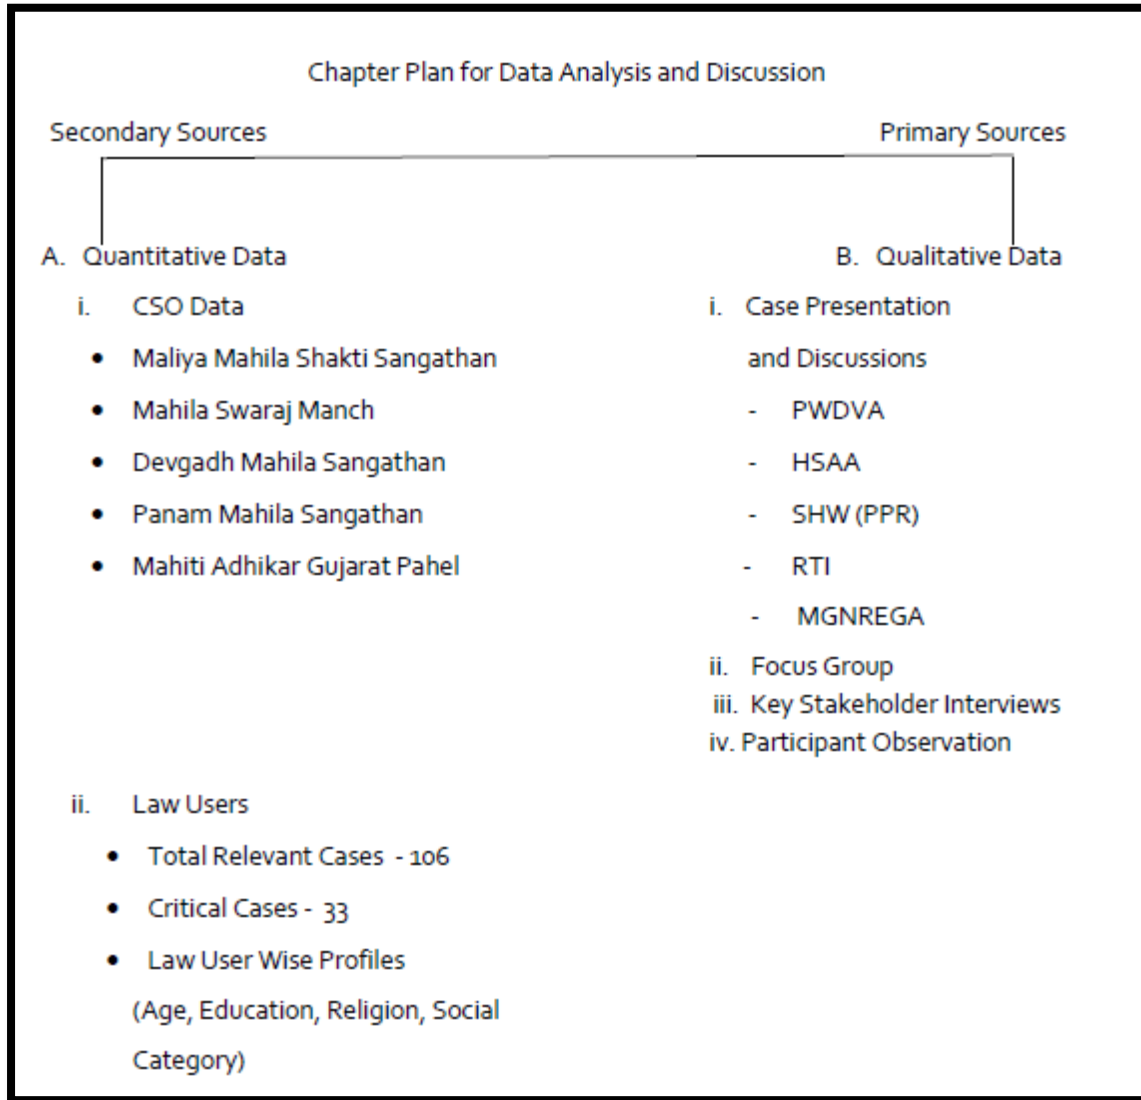 Chapter Plan for Data Analysis and Discussion
Secondary Sources
Primary Sources
A. Quantitative Data
i. CSO Data
• Maliya Mahila Shakti Sangathan
• Mahila Swaraj Manch
• Devgadh Mahila Sangathan
• Panam Mahila Sangathan
• Mahiti Adhikar Gujarat Pahel
ii. Law Users
• Total Relevant Cases - 106
• Critical Cases - 33
• Law User Wise Profiles
(Age, Education, Religion, Social
Category)
B. Qualitative Data
i. Case Presentation
and Discussions
- PWDVA
- HSAA
- SHW (PPR)
- RTI
- MGNREGA
ii. Focus Group
iii. Key Stakeholder Interviews
iv. Participant Observation